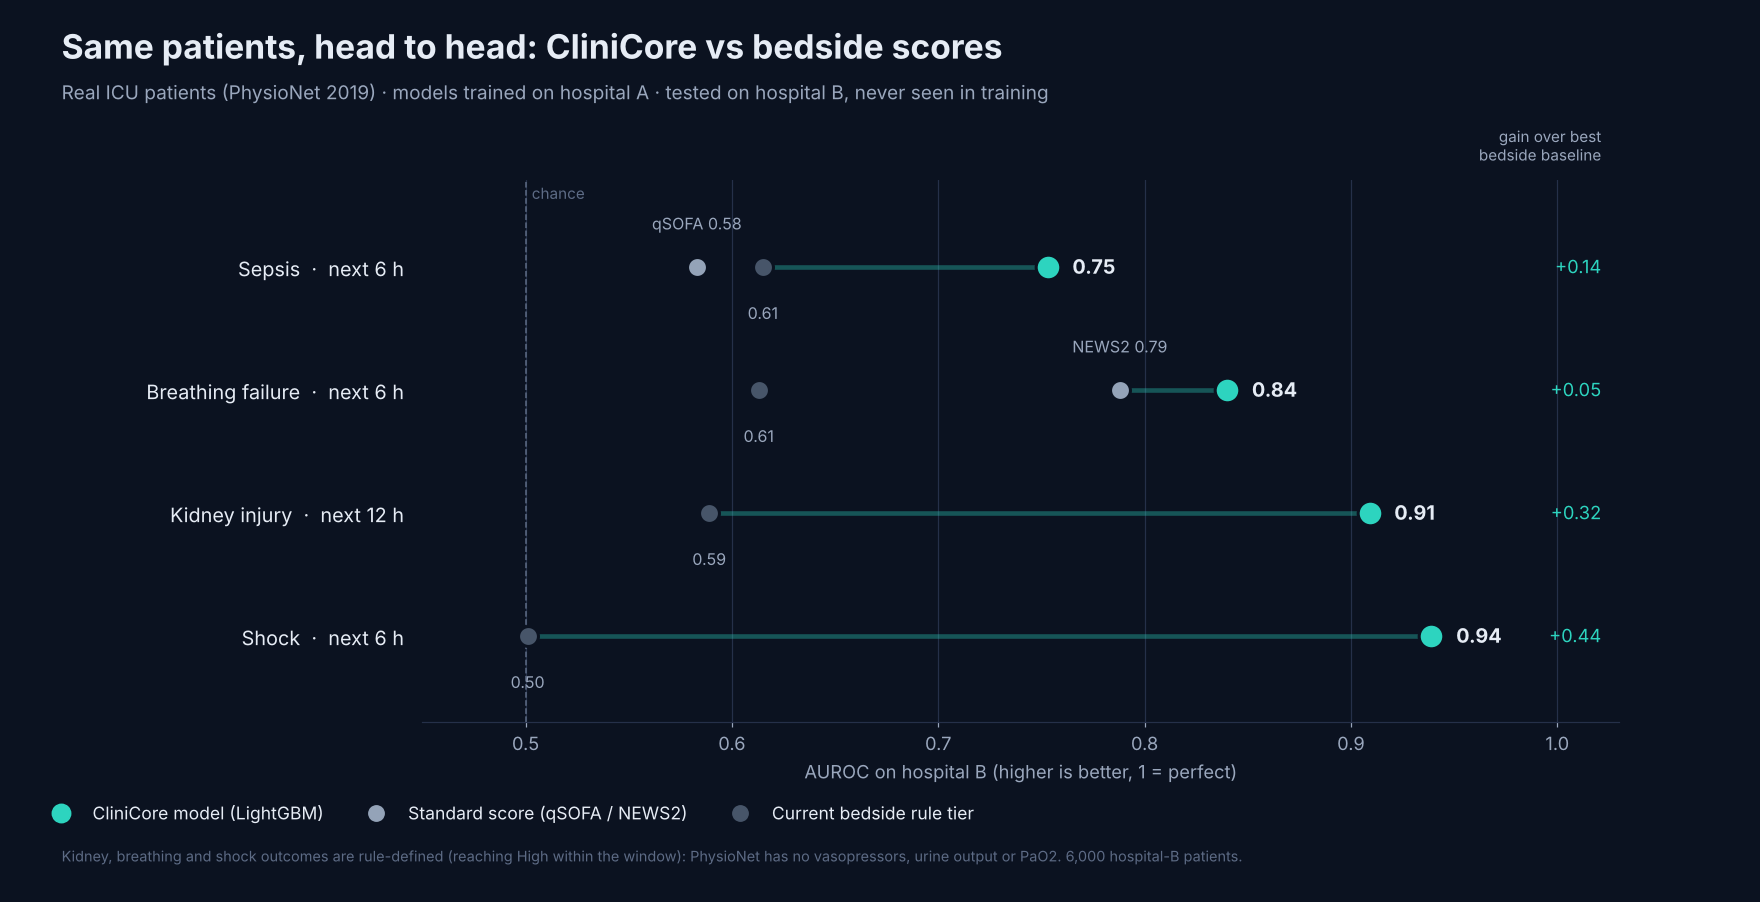 Same patients, head to head: CliniCore vs bedside scores
Real ICU patients (PhysioNet 2019) · models trained on hospital A · tested on hospital B, never seen in training
gain over best
bedside baseline
chance
qSOFA 0.58
Sepsis · next 6 h
0.75
+0.14
0.61
NEWS2 0.79
Breathing failure · next 6 h
0.84
+0.05
0.61
Kidney injury · next 12 h
0.91
+0.32
0.59
Shock · next 6 h
0.94
+0.44
0.50
0.5 0.6 0.7 0.8 0.9 1.0
AUROC on hospital B (higher is better, 1 = perfect)
CliniCore model (LightGBM) Standard score (qSOFA / NEWS2) Current bedside rule tier
Kidney, breathing and shock outcomes are rule-defined (reaching High within the window): PhysioNet has no vasopressors, urine output or PaO2. 6,000 hospital-B patients.